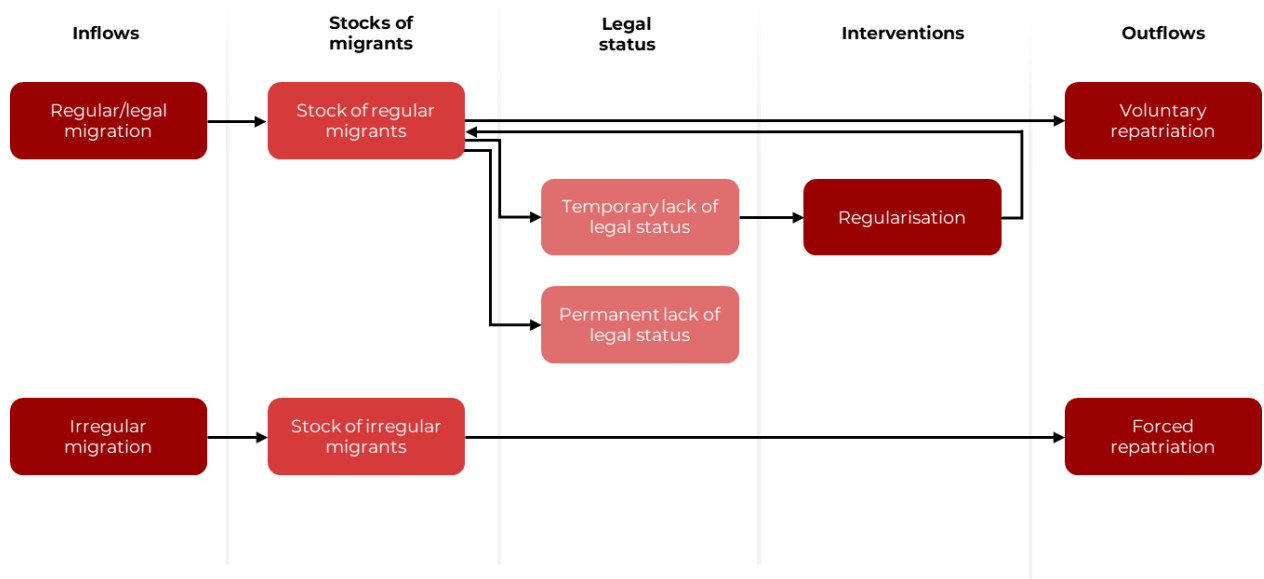 Inflows
Stocks of
migrants
Legal
status
Interventions
Outflows
Regular/legal
migration
Stock of regular
migrants
Voluntary
repatriation
Temporary lack of
legal status
Regularisation
Permanent lack of
legal status
Irregular
migration
Stock of irregular
migrants
Forced
repatriation